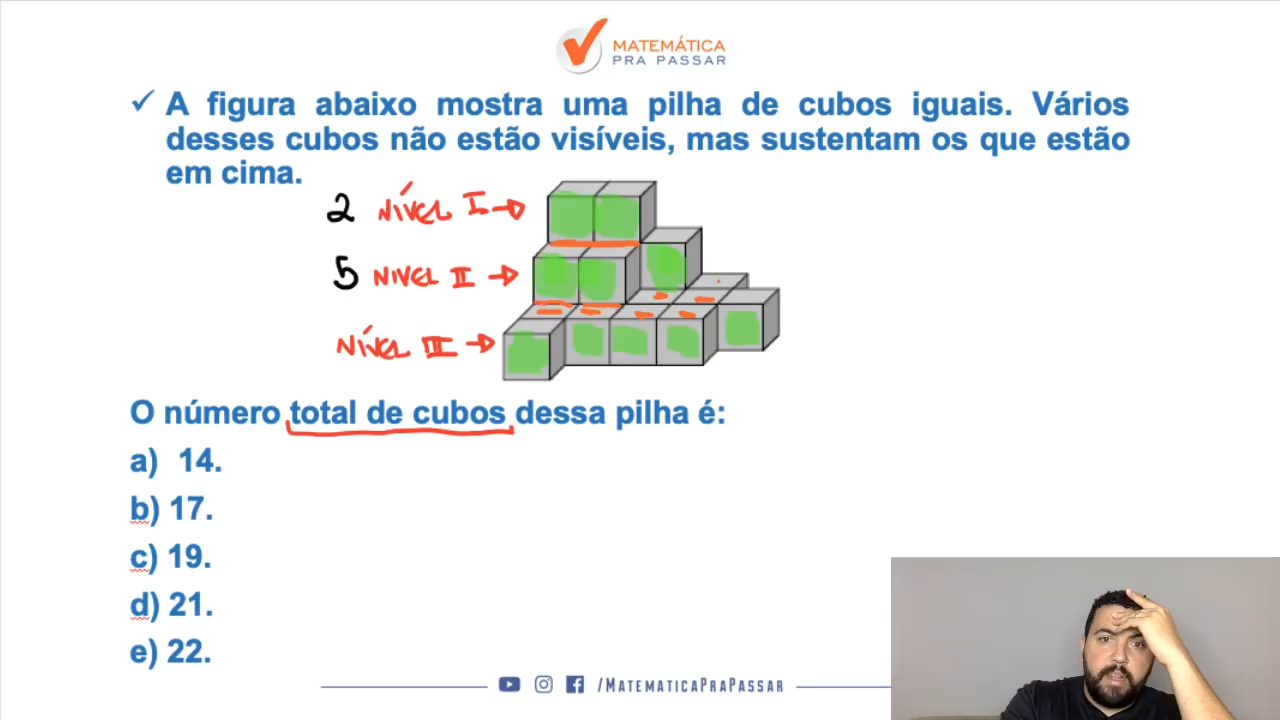 MATEMÁTICA
PRA PASSAR
A figura abaixo mostra uma pilha de cubos iguais. Vários
desses cubos não estão visíveis, mas sustentam os que estão
em cima.
2 NÍVEL I
5 NIVEL II
NÍVEL III
O número total de cubos dessa pilha é:
a) 14.
b) 17.
c) 19.
d) 21.
e) 22.
/MATEMATICAPRAPASSAR